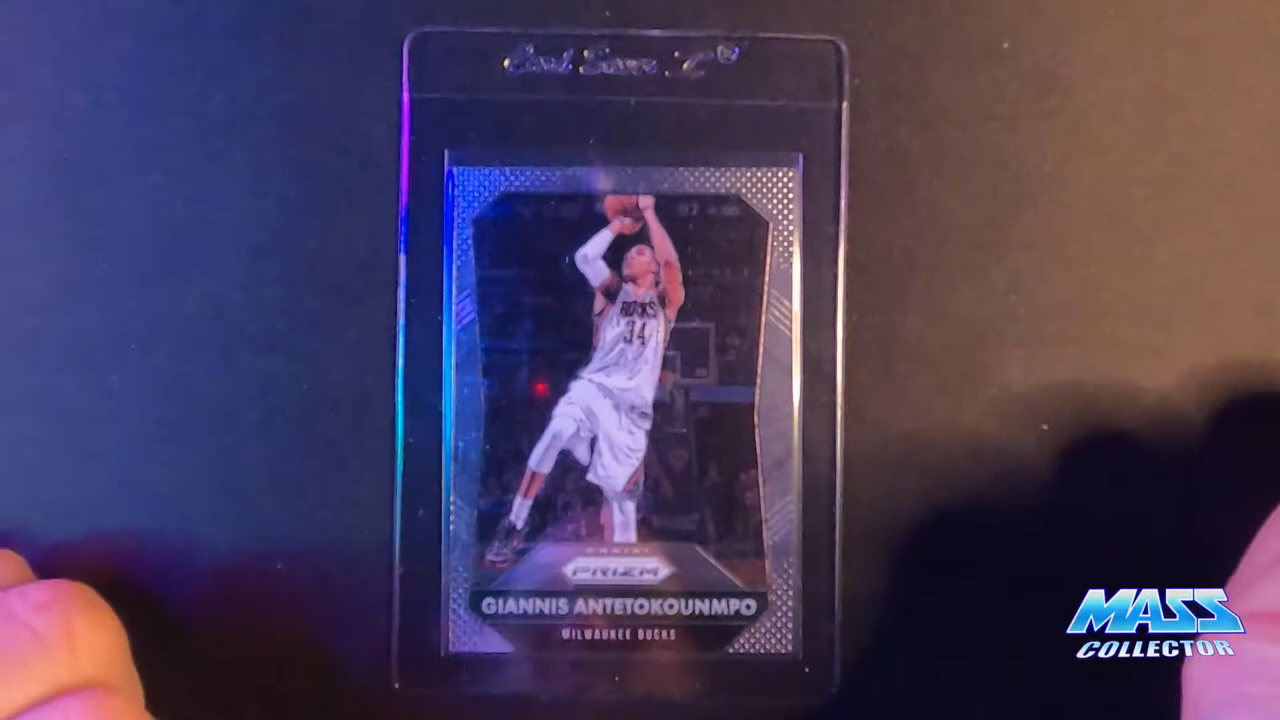 Card Saver I
BUCKS
34
PANINI
PRIZM
GIANNIS ANTETOKOUNMPO
MILWAUKEE BUCKS
MASS
COLLECTOR